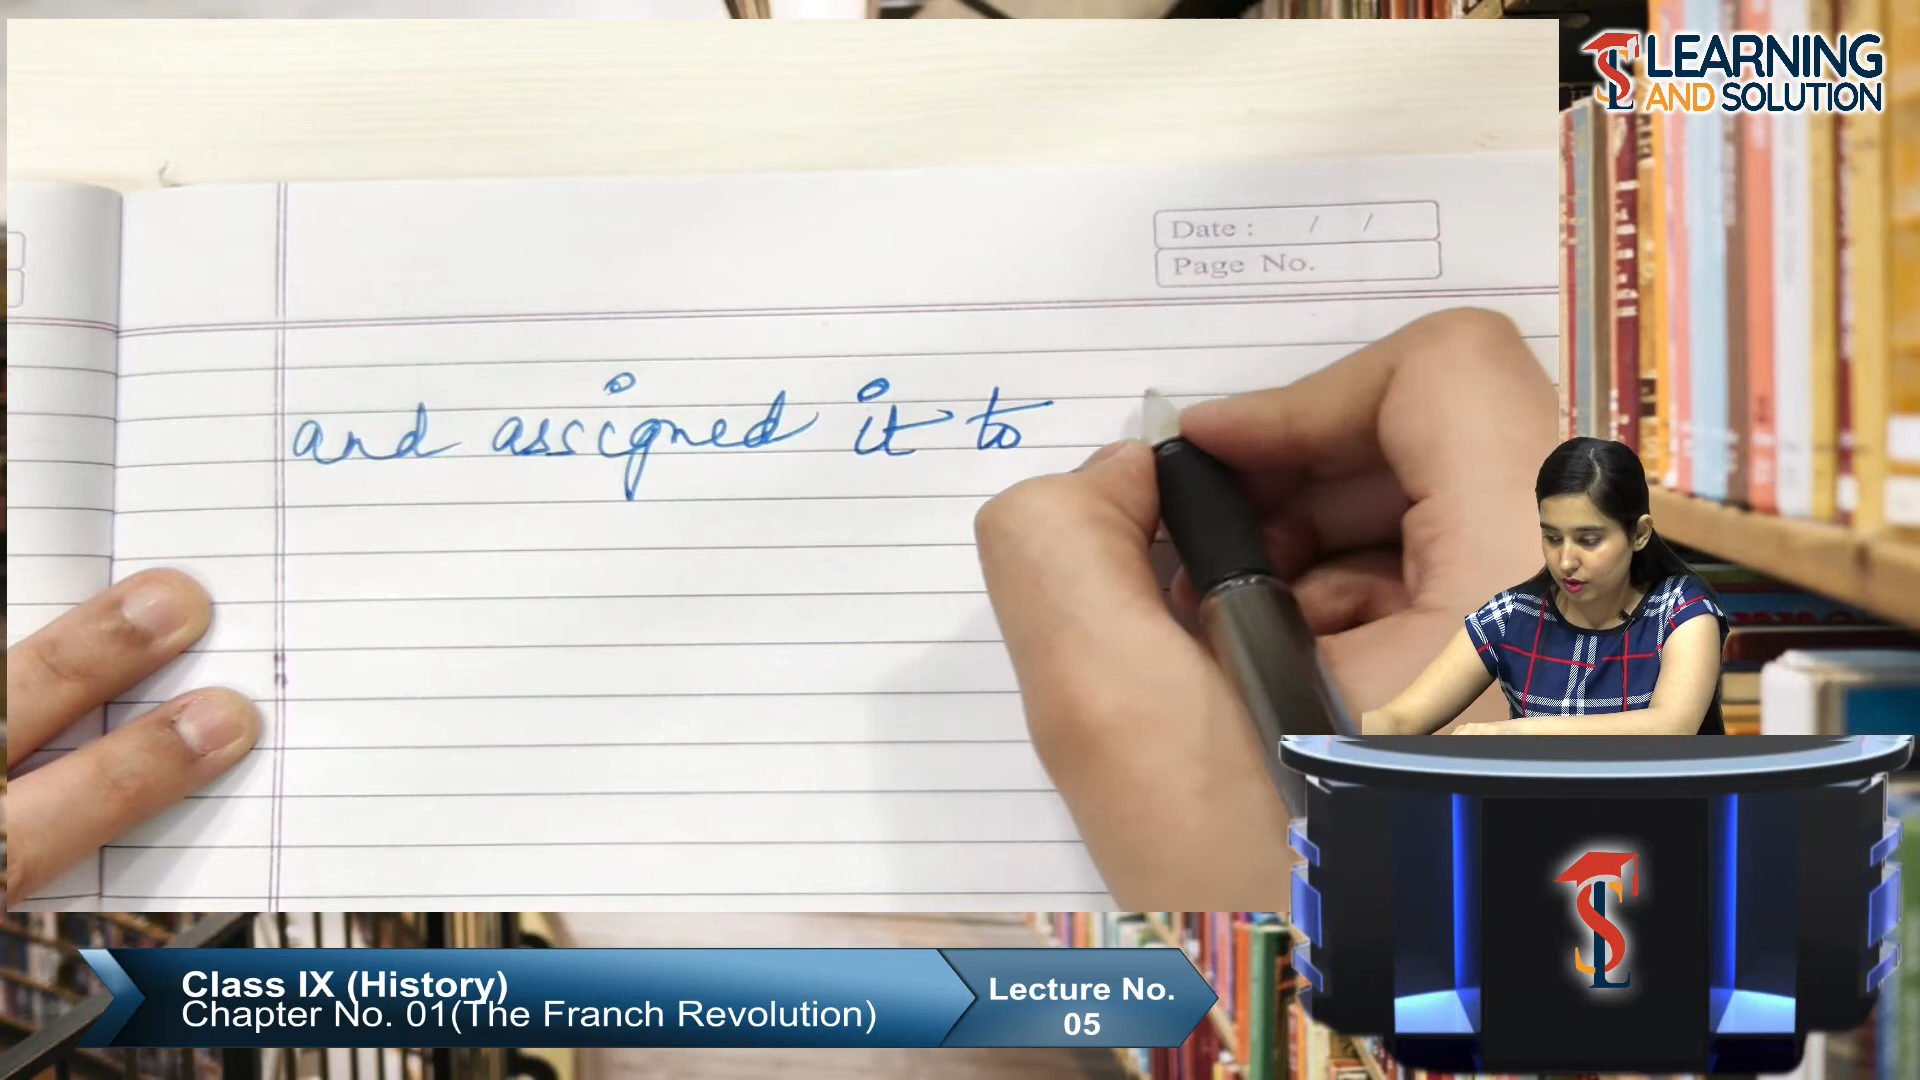 LEARNING
AND SOLUTION
Date : / /
Page No.
and assigned it to
Class IX (History)
Chapter No. 01(The Franch Revolution)
Lecture No.
05